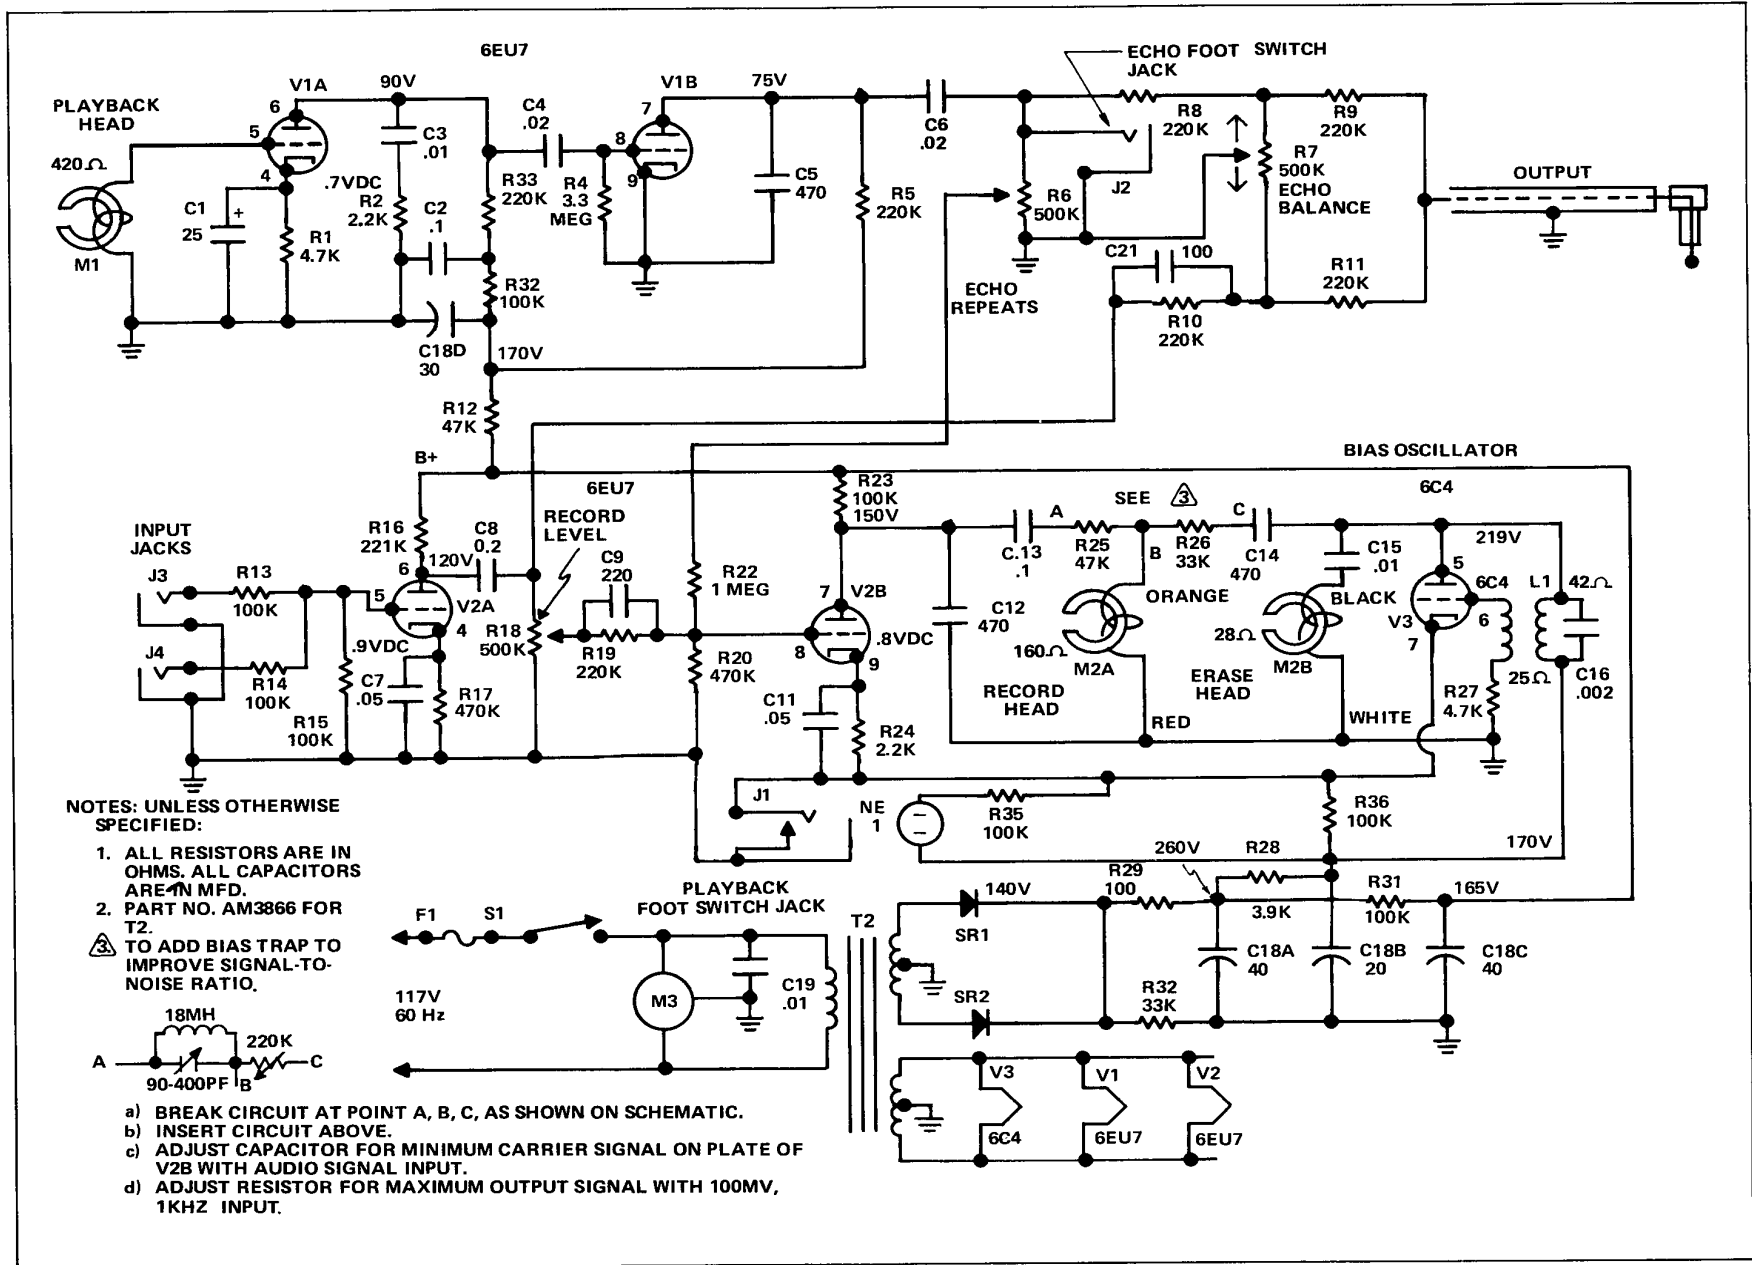 6EU7
V1A
90V
V1B
75V
ECHO FOOT SWITCH
JACK
PLAYBACK
HEAD
420Ω
M1
5
6
4
C1
25
+
R1
4.7K
.7VDC
R2
2.2K
C3
.01
C2
.1
C4
.02
R33
220K
R32
100K
R4
3.3
MEG
7
8
9
C5
470
R5
220K
C6
.02
R8
220K
R9
220K
R7
500K
ECHO
BALANCE
J2
R6
500K
C21
100
R10
220K
R11
220K
ECHO
REPEATS
OUTPUT
C18D
30
170V
R12
47K
B+
BIAS OSCILLATOR
6C4
6EU7
RECORD
LEVEL
INPUT
JACKS
J3
J4
R13
100K
R14
100K
R15
100K
R16
221K
120V
6
5
4
V2A
.9VDC
C7
.05
R17
470K
C8
0.2
R18
500K
C9
220
R19
220K
R22
1 MEG
R20
470K
R23
100K
150V
7
V2B
8
9
.8VDC
C11
.05
R24
2.2K
C12
470
SEE 3
A
C.13
.1
R25
47K
B
R26
33K
C
C14
470
C15
.01
ORANGE
BLACK
160Ω
M2A
RECORD
HEAD
RED
28Ω
M2B
ERASE
HEAD
WHITE
219V
5
6C4
6
V3
7
L1
42Ω
25Ω
C16
.002
R27
4.7K
J1
NE
1
R35
100K
R36
100K
170V
260V
R28
3.9K
PLAYBACK
FOOT SWITCH JACK
F1
S1
117V
60 Hz
M3
C19
.01
T2
140V
SR1
SR2
R29
100
R32
33K
R31
100K
165V
C18A
40
C18B
20
C18C
40
V3
6C4
V1
6EU7
V2
6EU7
NOTES: UNLESS OTHERWISE
SPECIFIED:
1. ALL RESISTORS ARE IN
OHMS. ALL CAPACITORS
ARE IN MFD.
2. PART NO. AM3866 FOR
T2.
3. TO ADD BIAS TRAP TO
IMPROVE SIGNAL-TO-
NOISE RATIO.
18MH
220K
A
C
90-400PF
B
a) BREAK CIRCUIT AT POINT A, B, C, AS SHOWN ON SCHEMATIC.
b) INSERT CIRCUIT ABOVE.
c) ADJUST CAPACITOR FOR MINIMUM CARRIER SIGNAL ON PLATE OF
V2B WITH AUDIO SIGNAL INPUT.
d) ADJUST RESISTOR FOR MAXIMUM OUTPUT SIGNAL WITH 100MV,
1KHZ INPUT.